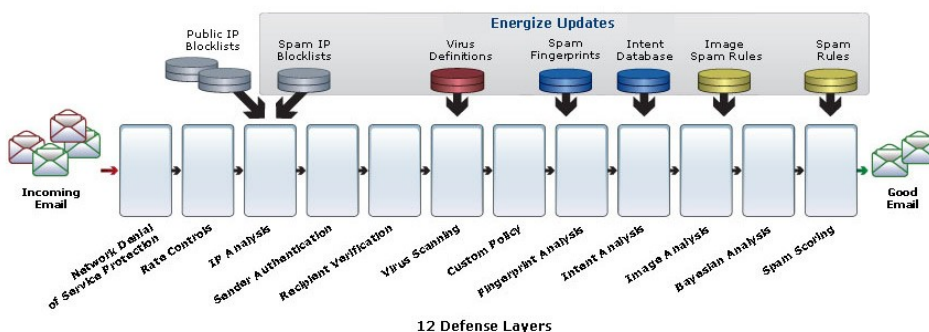 Energize Updates
Public IP
Blocklists
Spam IP
Blocklists
Virus
Definitions
Spam
Fingerprints
Intent
Database
Image
Spam Rules
Spam
Rules
Incoming
Email
Good
Email
Network Denial
of Service Protection
Rate Controls
IP Analysis
Sender Authentication
Recipient Verification
Virus Scanning
Custom Policy
Fingerprint Analysis
Intent Analysis
Image Analysis
Bayesian Analysis
Spam Scoring
12 Defense Layers